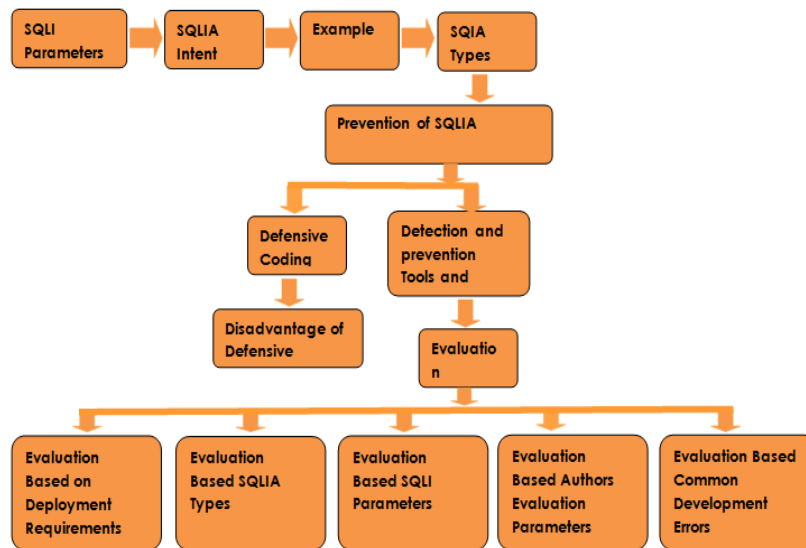 SQLI
Parameters
SQLIA
Intent
Example
SQIA
Types
Prevention of SQLIA
Defensive
Coding
Detection and
prevention
Tools and
Disadvantage of
Defensive
Evaluatio
n
Evaluation
Based on
Deployment
Requirements
Evaluation
Based SQLIA
Types
Evaluation
Based SQLI
Parameters
Evaluation
Based Authors
Evaluation
Parameters
Evaluation Based
Common
Development
Errors